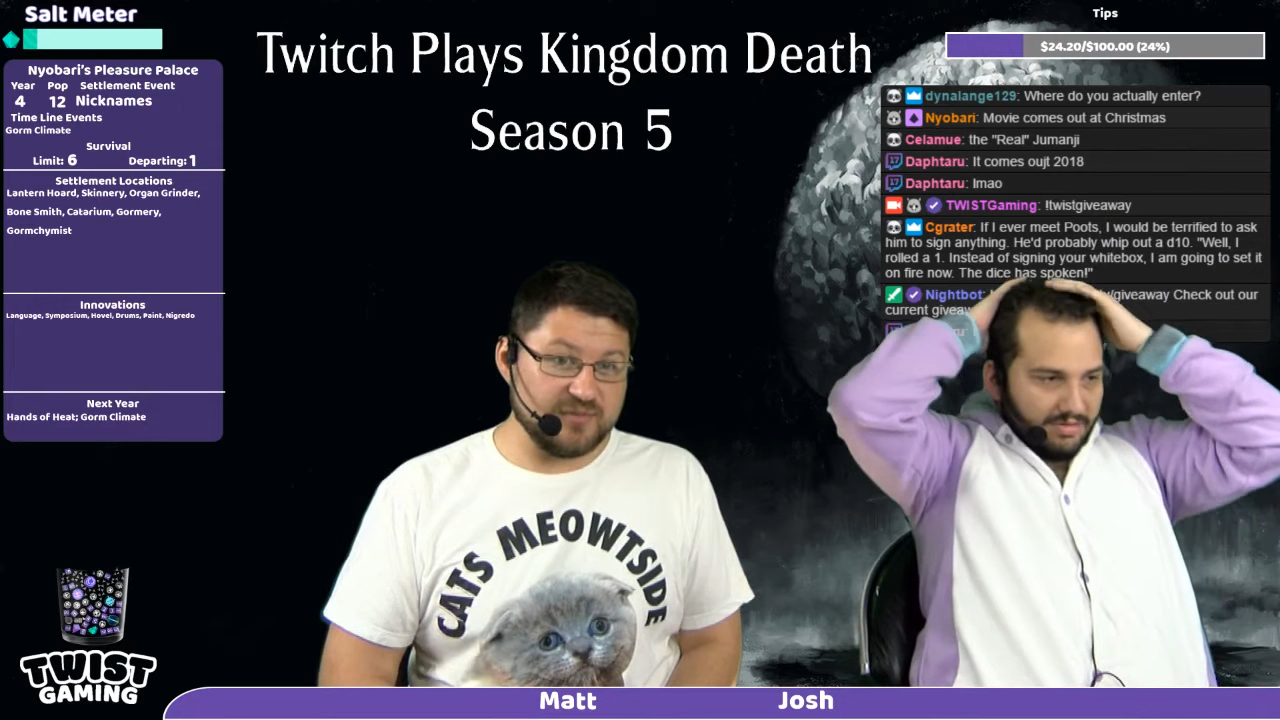 Salt Meter
Nyobari's Pleasure Palace
Year Pop Settlement Event
4 12 Nicknames
Time Line Events
Gorm Climate
Survival
Limit: 6 Departing: 1
Settlement Locations
Lantern Hoard, Skinnery, Organ Grinder,
Bone Smith, Catarium, Gormery,
Gormchymist
Innovations
Language, Symposium, Hovel, Drums, Paint, Nigredo
Next Year
Hands of Heat; Gorm Climate
TWIST
GAMING
Twitch Plays Kingdom Death
Season 5
CATS MEOWTSIDE
Matt
Josh
Tips
$24.20/$100.00 (24%)
dynalange129: Where do you actually enter?
Nyobari: Movie comes out at Christmas
Celamue: the "Real" Jumanji
Daphtaru: It comes oujt 2018
Daphtaru: lmao
TWISTGaming: !twistgiveaway
Cgrater: If I ever meet Poots, I would be terrified to ask
him to sign anything. He'd probably whip out a d10. "Well, I
rolled a 1. Instead of signing your whitebox, I am going to set it
on fire now. The dice has spoken!"
Nightbot: /giveaway Check out our
current